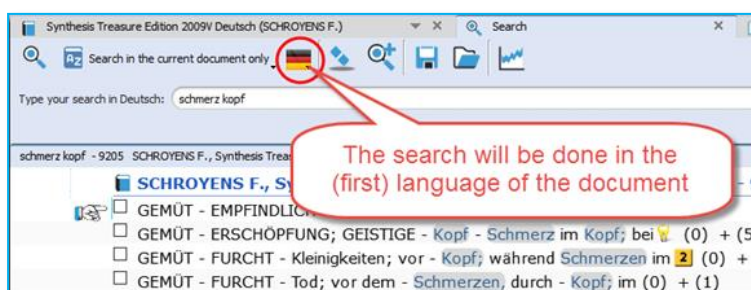 Synthesis Treasure Edition 2009V Deutsch (SCHROYENS F.) Search
Search in the current document only
Type your search in Deutsch: schmerz kopf
The search will be done in the
(first) language of the document
schmerz kopf - 9205 SCHROYENS F., Synthesis Trea
SCHROYENS F., Sy
GEMÜT - EMPFINDLICH
GEMÜT - ERSCHÖPFUNG; GEISTIGE - Kopf - Schmerz im Kopf; bei (0) + (5
GEMÜT - FURCHT - Kleinigkeiten; vor - Kopf; während Schmerzen im 2 (0) +
GEMÜT - FURCHT - Tod; vor dem - Schmerzen, durch - Kopf; im (0) + (1)